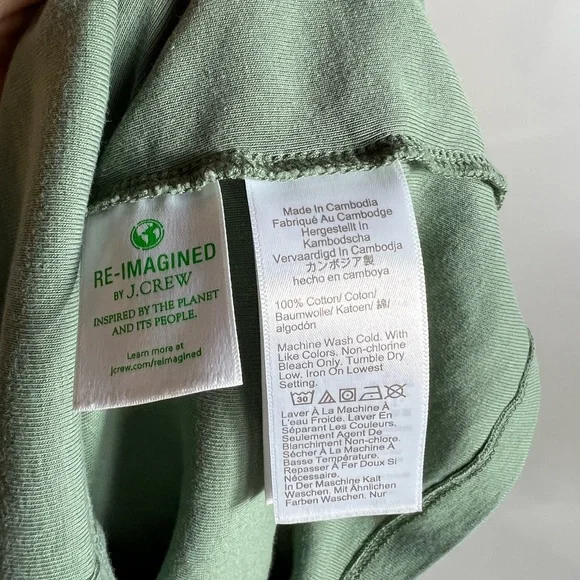 RE-IMAGINED
BY J.CREW
INSPIRED BY THE PLANET
AND ITS PEOPLE.
Learn more at
jcrew.com/reimagined
Made In Cambodia
Fabriqué Au Cambodge
Hergestellt In
Kambodscha
Vervaardigd In Cambodja
カンボジア製
hecho en camboya
100% Cotton/ Coton/
Baumwolle/ Katoen/ 綿/
algodón
Machine Wash Cold. With
Like Colors, Non-chlorine
Bleach Only. Tumble Dry
Low. Iron On Lowest
Setting.
30
Laver À La Machine À
L'eau Froide. Laver En
Séparant Les Couleurs.
Seulement Agent De
Blanchiment Non-chlore.
Sècher À La Machine À
Basse Température.
Repasser À Fer Doux Si
Nécessaire.
In Der Maschine Kalt
Waschen. Mit Ähnlichen
Farben Waschen. Nur